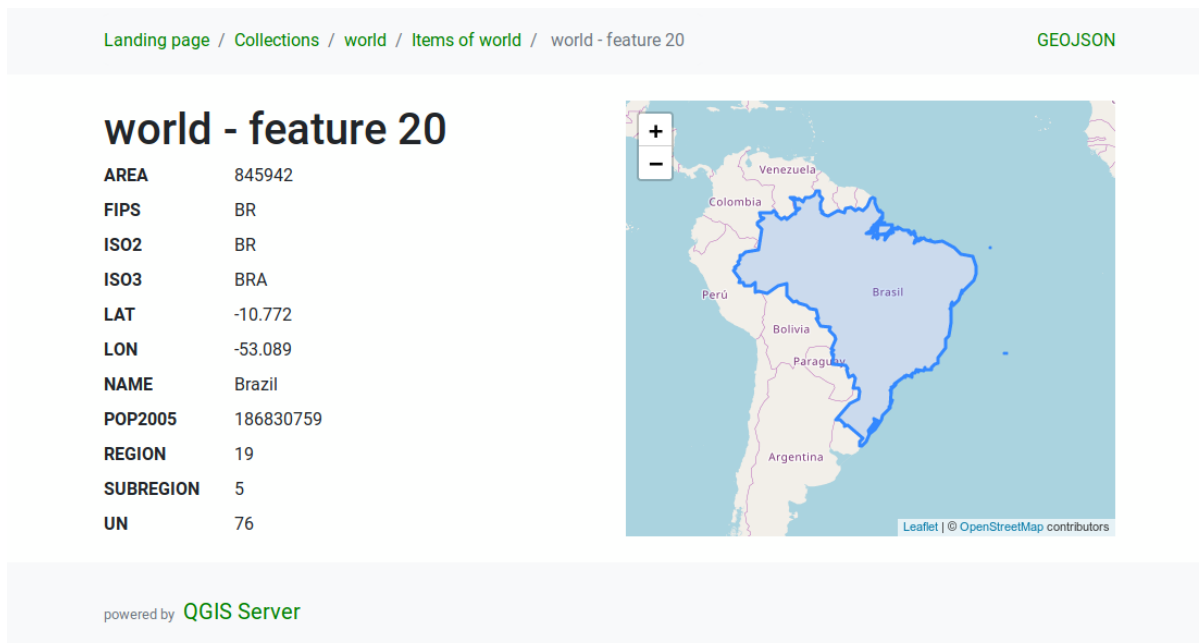 Landing page / Collections / world / Items of world / world - feature 20 GEOJSON
world - feature 20
AREA 845942
FIPS BR
ISO2 BR
ISO3 BRA
LAT -10.772
LON -53.089
NAME Brazil
POP2005 186830759
REGION 19
SUBREGION 5
UN 76
+
−
Venezuela
Colombia
Perú
Brasil
Bolivia
Paraguay
Argentina
Leaflet | © OpenStreetMap contributors
powered by QGIS Server